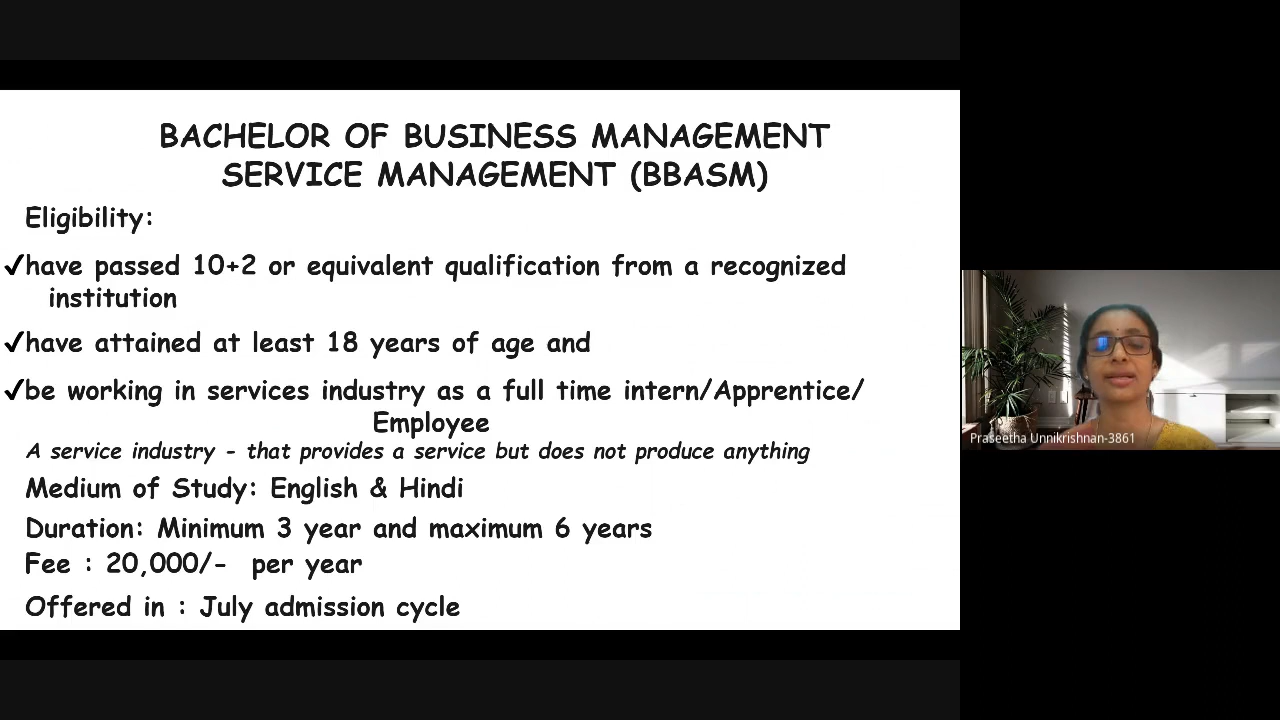 BACHELOR OF BUSINESS MANAGEMENT
SERVICE MANAGEMENT (BBASM)
Eligibility:
✓have passed 10+2 or equivalent qualification from a recognized
institution
✓have attained at least 18 years of age and
✓be working in services industry as a full time intern/Apprentice/
Employee
A service industry - that provides a service but does not produce anything
Medium of Study: English & Hindi
Duration: Minimum 3 year and maximum 6 years
Fee : 20,000/- per year
Offered in : July admission cycle
Praseetha Unnikrishnan-3861